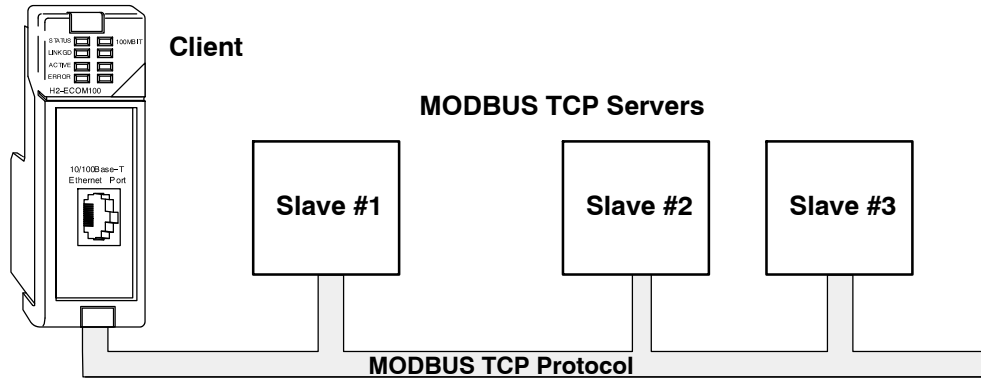 Client
STATUS 100MBIT
LINKGD
ACTIVE
ERROR
H2-ECOM100
10/100Base-T
Ethernet Port
MODBUS TCP Servers
Slave #1
Slave #2
Slave #3
MODBUS TCP Protocol